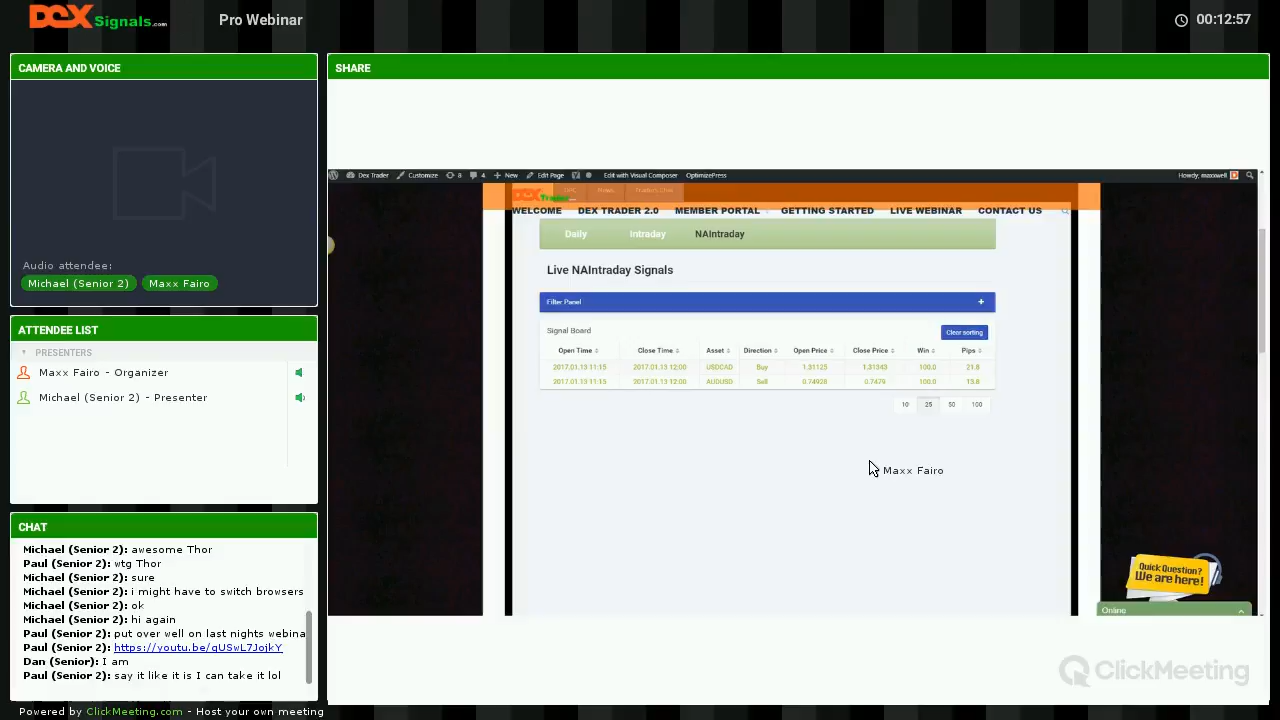 DEX Signals.com
Pro Webinar
00:12:57
CAMERA AND VOICE
Audio attendee:
Michael (Senior 2) Maxx Fairo
ATTENDEE LIST
PRESENTERS
Maxx Fairo - Organizer
Michael (Senior 2) - Presenter
CHAT
Michael (Senior 2): awesome Thor
Paul (Senior 2): wtg Thor
Michael (Senior 2): sure
Michael (Senior 2): i might have to switch browsers
Michael (Senior 2): ok
Michael (Senior 2): hi again
Paul (Senior 2): put over well on last nights webina
Paul (Senior 2): https://youtu.be/qUSwL7JojkY
Dan (Senior): I am
Paul (Senior 2): say it like it is I can take it lol
Powered by ClickMeeting.com - Host your own meeting
SHARE
Dex Trader Customize 8 4 New Edit Page Edit with Visual Composer OptimizePress Howdy, maxwell
WELCOME DEX TRADER 2.0 MEMBER PORTAL GETTING STARTED LIVE WEBINAR CONTACT US
Daily Intraday NAIntraday
Live NAIntraday Signals
Filter Panel +
Signal Board Clear sorting
Open Time Close Time Asset Direction Open Price Close Price Win Pips
2017.01.13 11:15 2017.01.13 12:00 USDCAD Buy 1.31125 1.31343 100.0 21.8
2017.01.13 11:15 2017.01.13 12:00 AUDUSD Sell 0.74928 0.7479 100.0 13.8
10 25 50 100
Maxx Fairo
Quick Question?
We are here!
Online
ClickMeeting